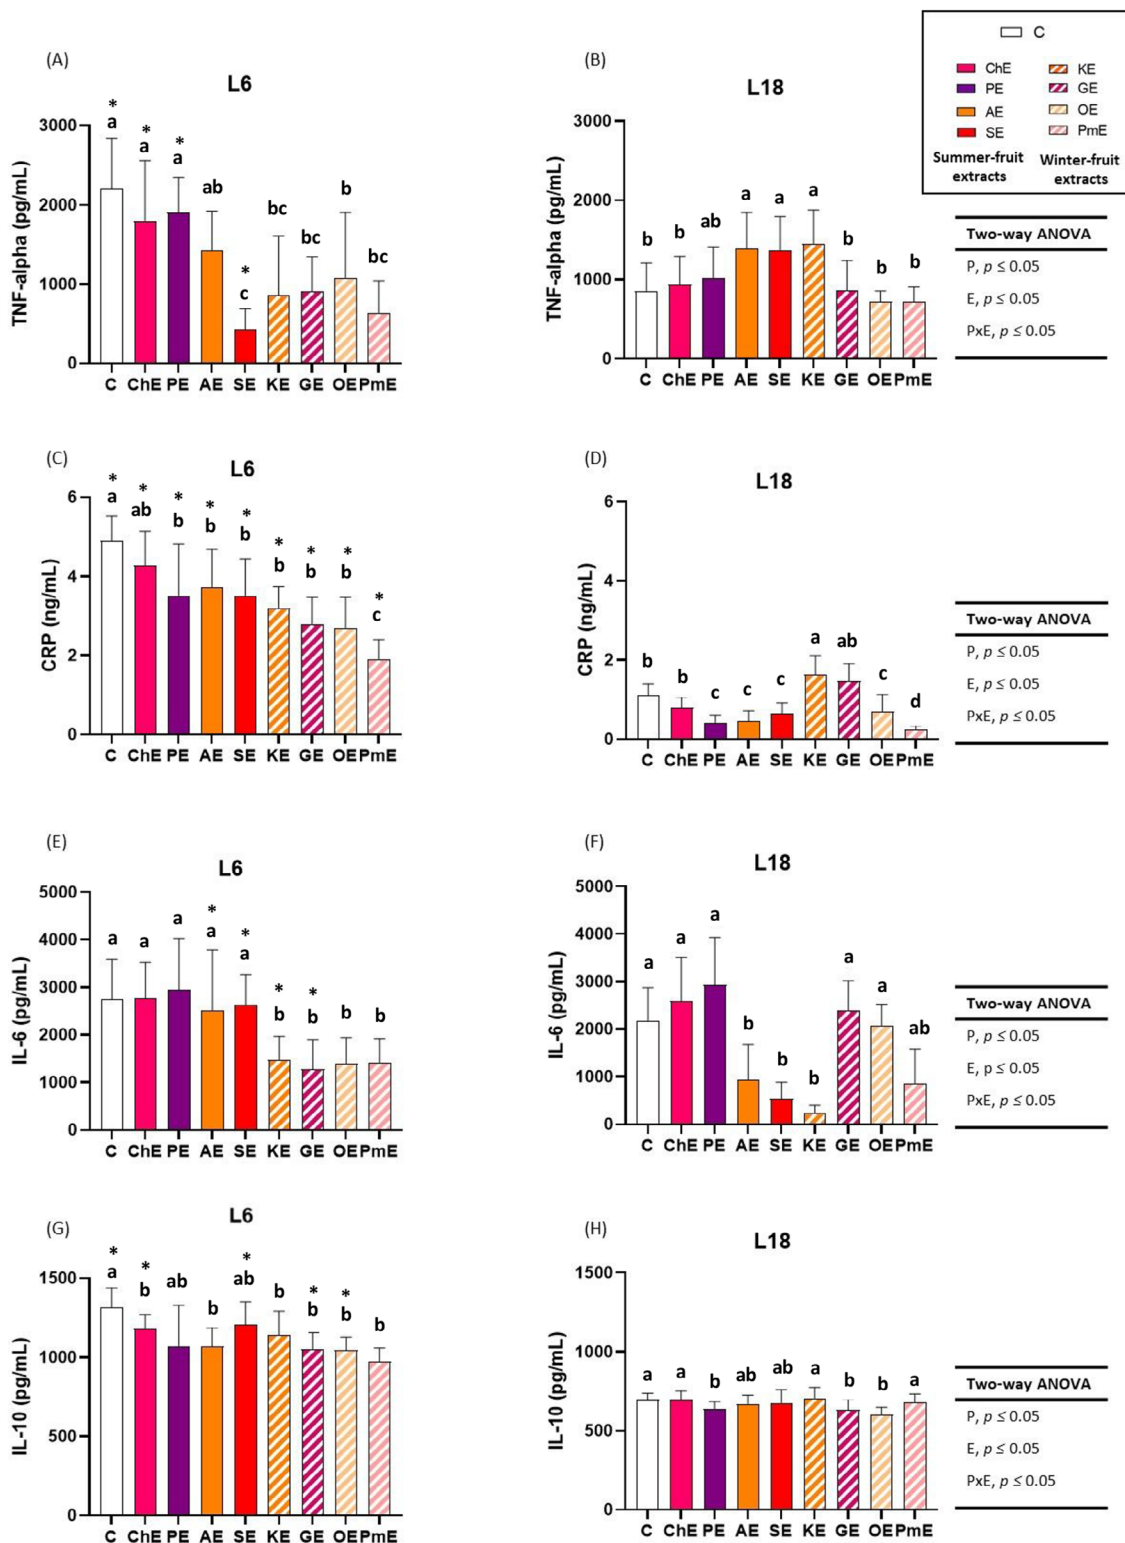 C
ChE KE
PE GE
AE OE
SE PmE
Summer-fruit extracts
Winter-fruit extracts
(A)
L6
TNF-alpha (pg/mL)
3000
2000
1000
0
* * * *
a a a ab c bc bc b bc
C ChE PE AE SE KE GE OE PmE
(B)
L18
TNF-alpha (pg/mL)
3000
2000
1000
0
b b ab a a a b b b
C ChE PE AE SE KE GE OE PmE
Two-way ANOVA
P, p ≤ 0.05
E, p ≤ 0.05
PxE, p ≤ 0.05
(C)
L6
CRP (ng/mL)
6
4
2
0
* * * * * * * * *
a ab b b b b b b c
C ChE PE AE SE KE GE OE PmE
(D)
L18
CRP (ng/mL)
6
4
2
0
b b c c c a ab c d
C ChE PE AE SE KE GE OE PmE
Two-way ANOVA
P, p ≤ 0.05
E, p ≤ 0.05
PxE, p ≤ 0.05
(E)
L6
IL-6 (pg/mL)
5000
4000
3000
2000
1000
0
* * * *
a a a a a b b b b
C ChE PE AE SE KE GE OE PmE
(F)
L18
IL-6 (pg/mL)
5000
4000
3000
2000
1000
0
a a a b b b a a ab
C ChE PE AE SE KE GE OE PmE
Two-way ANOVA
P, p ≤ 0.05
E, p ≤ 0.05
PxE, p ≤ 0.05
(G)
L6
IL-10 (pg/mL)
1500
1000
500
0
* * * * *
a b ab b ab b b b b
C ChE PE AE SE KE GE OE PmE
(H)
L18
IL-10 (pg/mL)
1500
1000
500
0
a a b ab ab a b b a
C ChE PE AE SE KE GE OE PmE
Two-way ANOVA
P, p ≤ 0.05
E, p ≤ 0.05
PxE, p ≤ 0.05